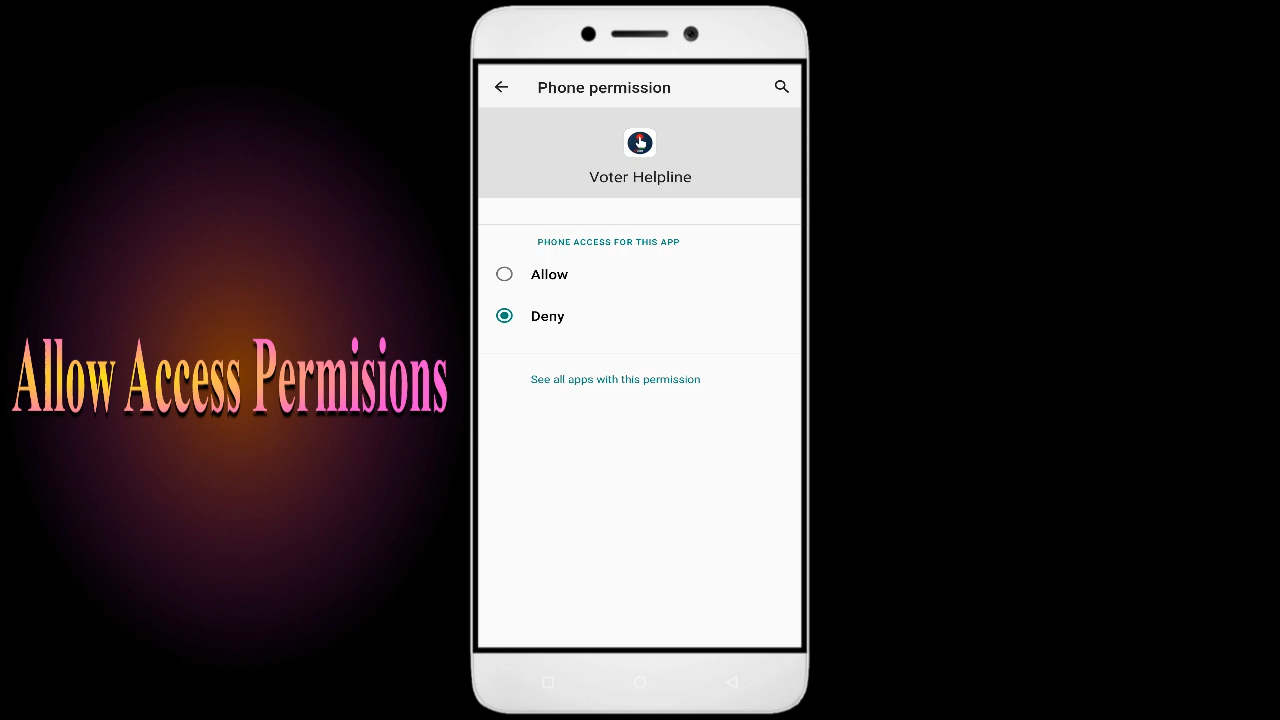 Phone permission
Voter Helpline
PHONE ACCESS FOR THIS APP
Allow
Deny
See all apps with this permission
Allow Access Permisions